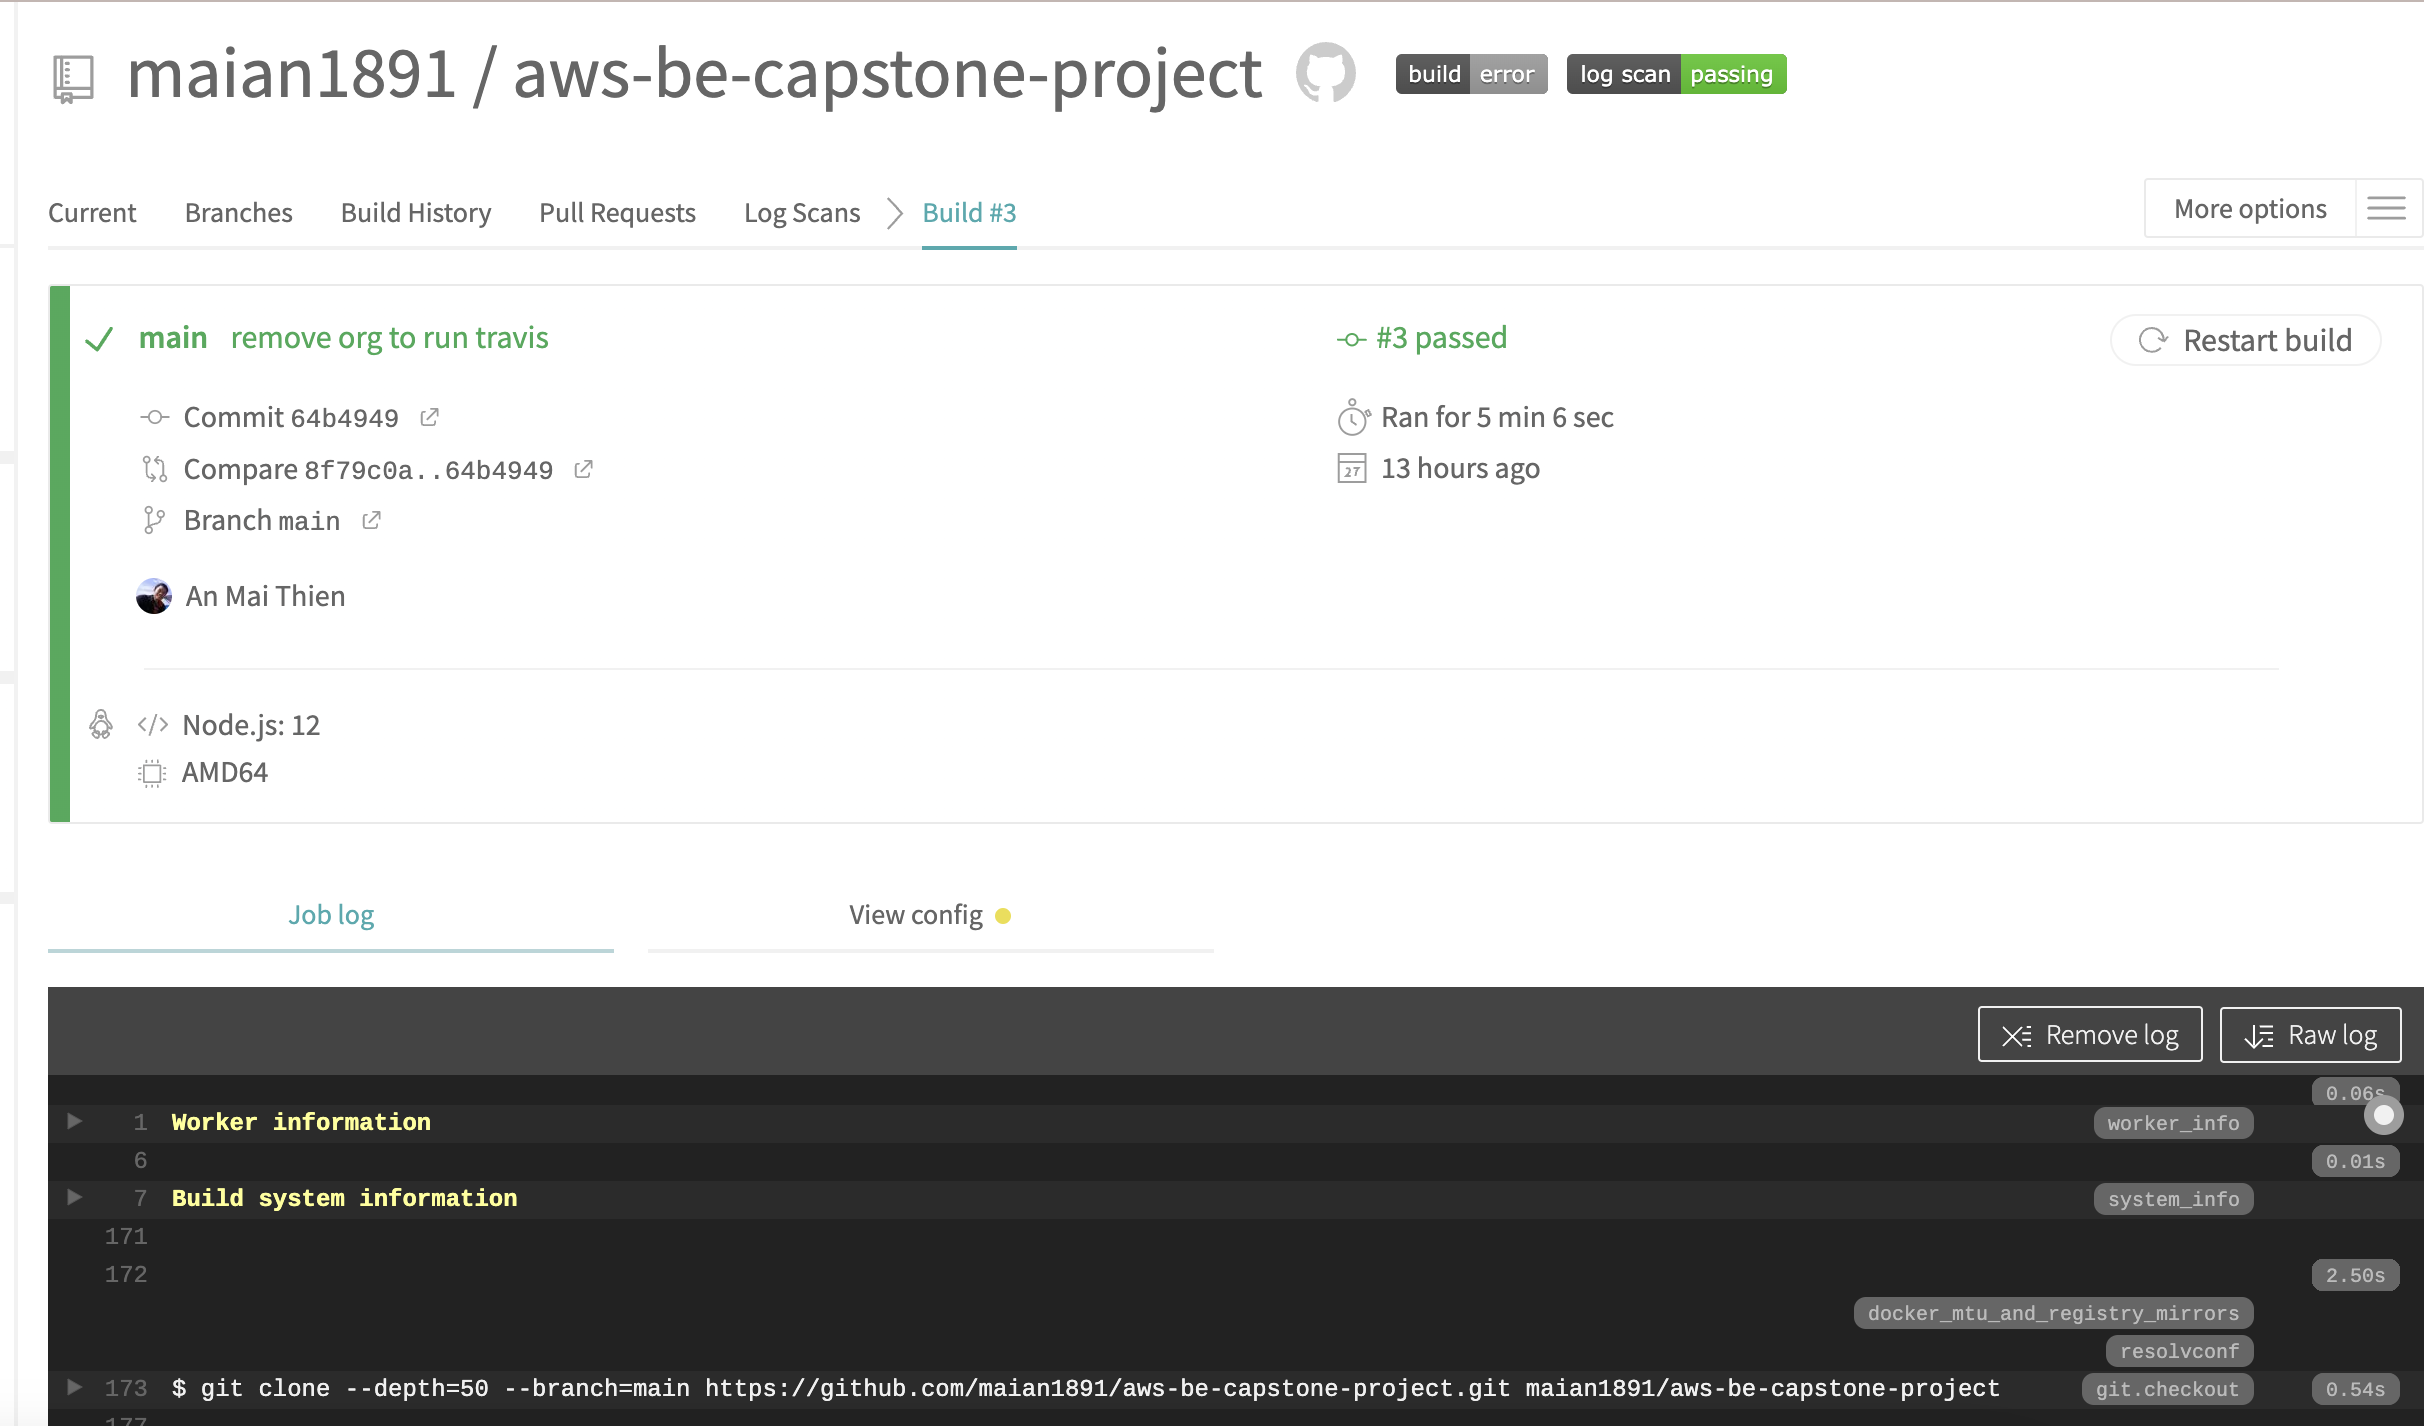 maian1891 / aws-be-capstone-project
build error
log scan passing
Current Branches Build History Pull Requests Log Scans Build #3
More options
main remove org to run travis
#3 passed
Restart build
Commit 64b4949
Ran for 5 min 6 sec
Compare 8f79c0a..64b4949
27 13 hours ago
Branch main
An Mai Thien
</> Node.js: 12
AMD64
Job log
View config
Remove log
Raw log
0.06s
1 Worker information worker_info
6 0.01s
7 Build system information system_info
171
172 2.50s
docker_mtu_and_registry_mirrors
resolvconf
173 $ git clone --depth=50 --branch=main https://github.com/maian1891/aws-be-capstone-project.git maian1891/aws-be-capstone-project git.checkout 0.54s
177